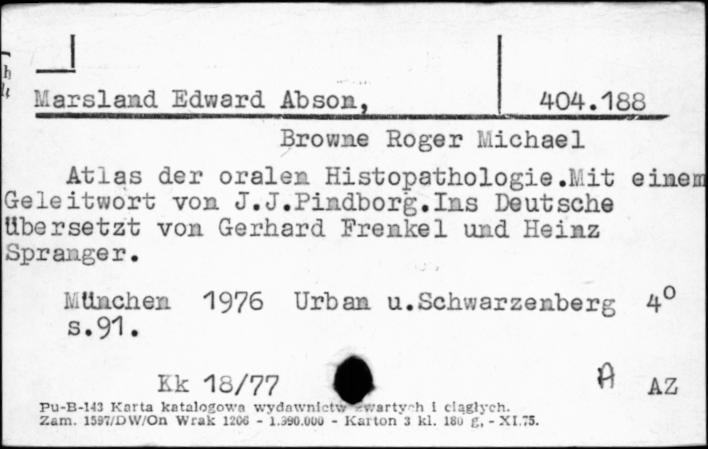 Marsland Edward Abson, 404.188
Browne Roger Michael
Atlas der oralen Histopathologie.Mit einem
Geleitwort von J.J.Pindborg.Ins Deutsche
übersetzt von Gerhard Frenkel und Heinz
Spranger.
München 1976 Urban u.Schwarzenberg 4⁰
s.91.
Kk 18/77 A AZ
Pu-B-143 Karta katalogowa wydawnictw zwartych i ciągłych.
Zam. 1597/DW/On Wrak 1206 - 1.990.000 - Karton 3 kl. 180 g, - XI.75.